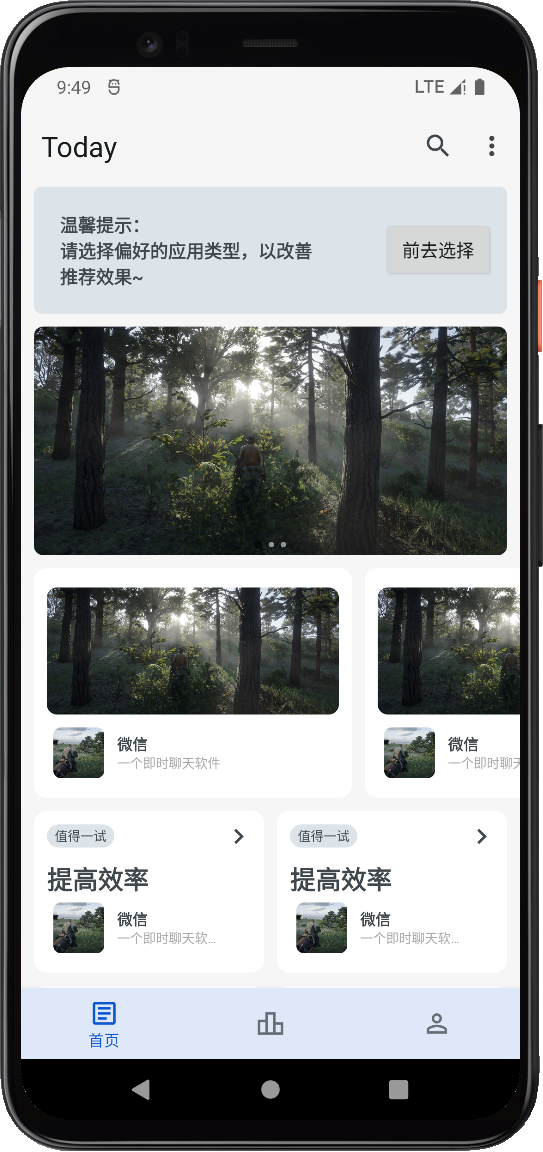 9:49
LTE
Today
温馨提示：
请选择偏好的应用类型，以改善
推荐效果~
前去选择
微信
一个即时聊天软件
微信
一个即时聊天
值得一试
提高效率
微信
一个即时聊天软...
值得一试
提高效率
微信
一个即时聊天软...
首页